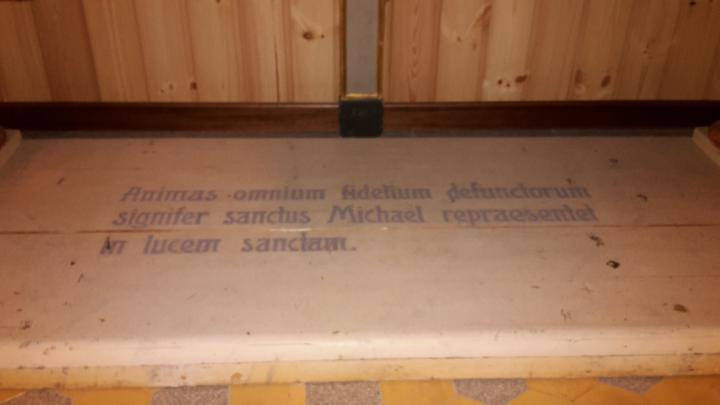 Animas omnium fidelium defunctorum
signifer sanctus Michael repraesentet
in lucem sanctam.